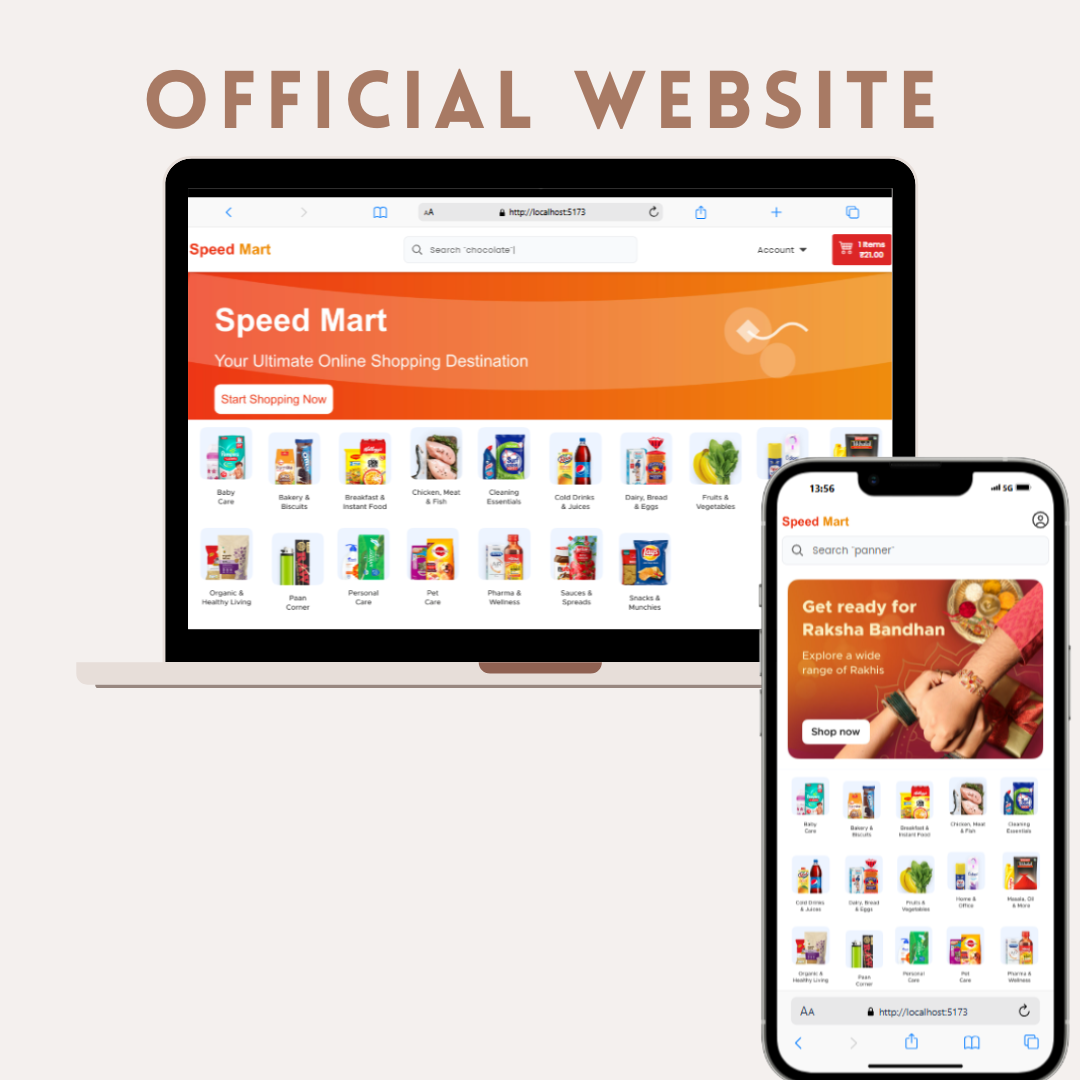 OFFICIAL WEBSITE
AA
http://localhost:5173
Speed Mart
Search "chocolate"|
Account
1 Items
₹21.00
Speed Mart
Your Ultimate Online Shopping Destination
Start Shopping Now
Baby
Care
Bakery &
Biscuits
Breakfast &
Instant Food
Chicken, Meat
& Fish
Cleaning
Essentials
Cold Drinks
& Juices
Dairy, Bread
& Eggs
Fruits &
Vegetables
Organic &
Healthy Living
Paan
Corner
Personal
Care
Pet
Care
Pharma &
Wellness
Sauces &
Spreads
Snacks &
Munchies
13:56
5G
Speed Mart
Search "panner"
Get ready for
Raksha Bandhan
Explore a wide
range of Rakhis
Shop now
Baby
Care
Bakery &
Biscuits
Breakfast &
Instant Food
Chicken, Meat
& Fish
Cleaning
Essentials
Cold Drinks
& Juices
Dairy, Bread
& Eggs
Fruits &
Vegetables
Home &
Office
Masala, Oil
& More
Organic &
Healthy Living
Paan
Corner
Personal
Care
Pet
Care
Pharma &
Wellness
AA
http://localhost:5173